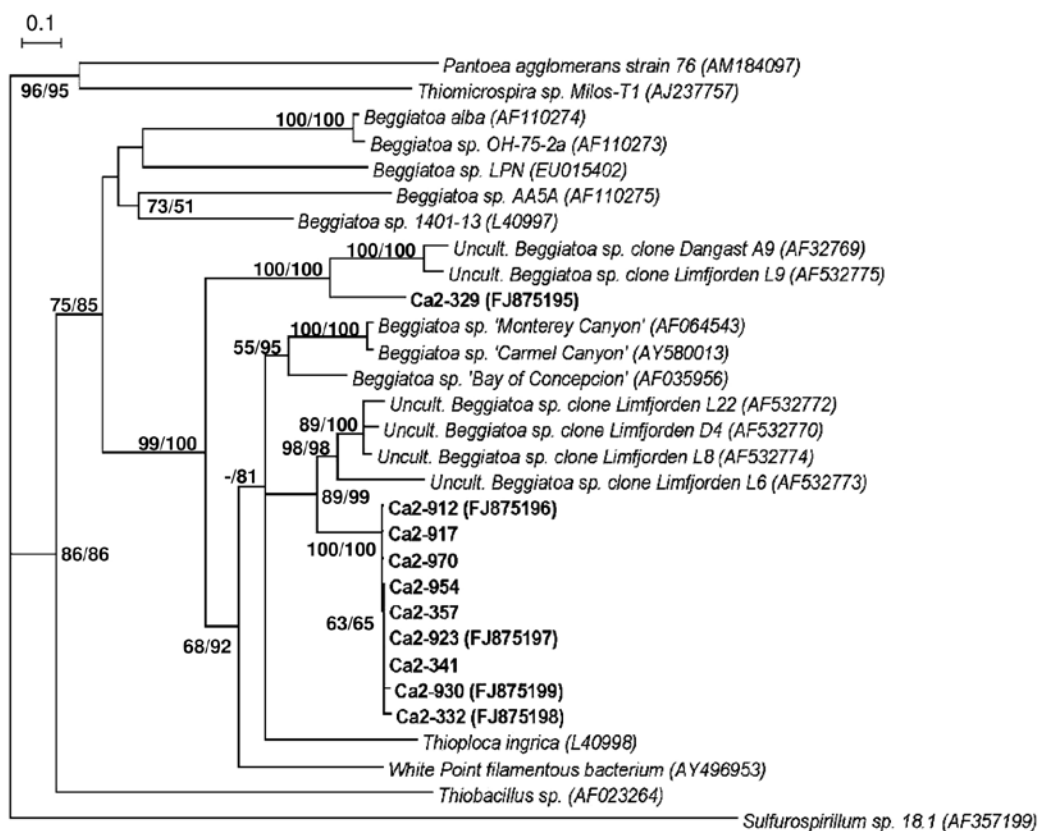 0.1
Pantoea agglomerans strain 76 (AM184097)
96/95
Thiomicrospira sp. Milos-T1 (AJ237757)
100/100
Beggiatoa alba (AF110274)
Beggiatoa sp. OH-75-2a (AF110273)
Beggiatoa sp. LPN (EU015402)
Beggiatoa sp. AA5A (AF110275)
73/51
Beggiatoa sp. 1401-13 (L40997)
100/100
Uncult. Beggiatoa sp. clone Dangast A9 (AF32769)
100/100
Uncult. Beggiatoa sp. clone Limfjorden L9 (AF532775)
Ca2-329 (FJ875195)
75/85
100/100
Beggiatoa sp. 'Monterey Canyon' (AF064543)
55/95
Beggiatoa sp. 'Carmel Canyon' (AY580013)
Beggiatoa sp. 'Bay of Concepcion' (AF035956)
Uncult. Beggiatoa sp. clone Limfjorden L22 (AF532772)
89/100
Uncult. Beggiatoa sp. clone Limfjorden D4 (AF532770)
99/100
98/98
Uncult. Beggiatoa sp. clone Limfjorden L8 (AF532774)
-/81
Uncult. Beggiatoa sp. clone Limfjorden L6 (AF532773)
89/99
Ca2-912 (FJ875196)
Ca2-917
100/100
86/86
Ca2-970
Ca2-954
Ca2-357
63/65
Ca2-923 (FJ875197)
68/92
Ca2-341
Ca2-930 (FJ875199)
Ca2-332 (FJ875198)
Thioploca ingrica (L40998)
White Point filamentous bacterium (AY496953)
Thiobacillus sp. (AF023264)
Sulfurospirillum sp. 18.1 (AF357199)